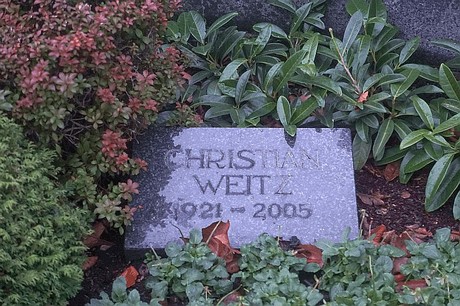 CHRISTIAN
WEITZ
1921 - 2005